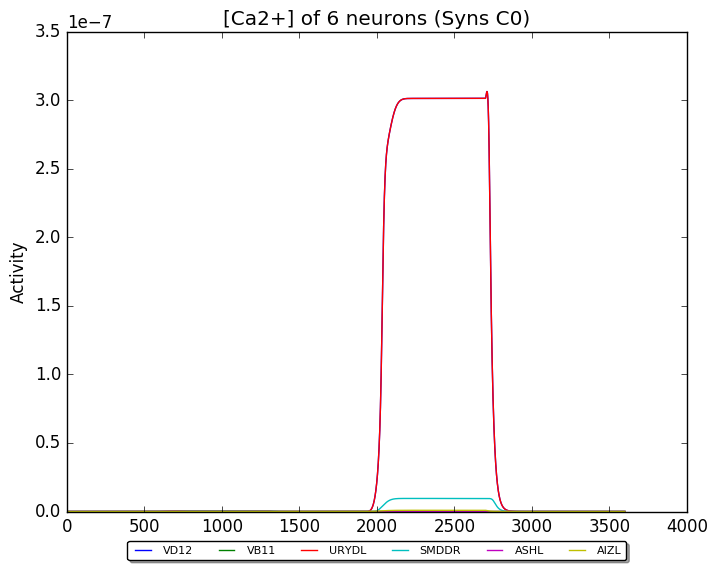 [Ca2+] of 6 neurons (Syns C0)
1e−7
3.5
3.0
2.5
2.0
1.5
1.0
0.5
0.0
Activity
0 500 1000 1500 2000 2500 3000 3500 4000
VD12 VB11 URYDL SMDDR ASHL AIZL